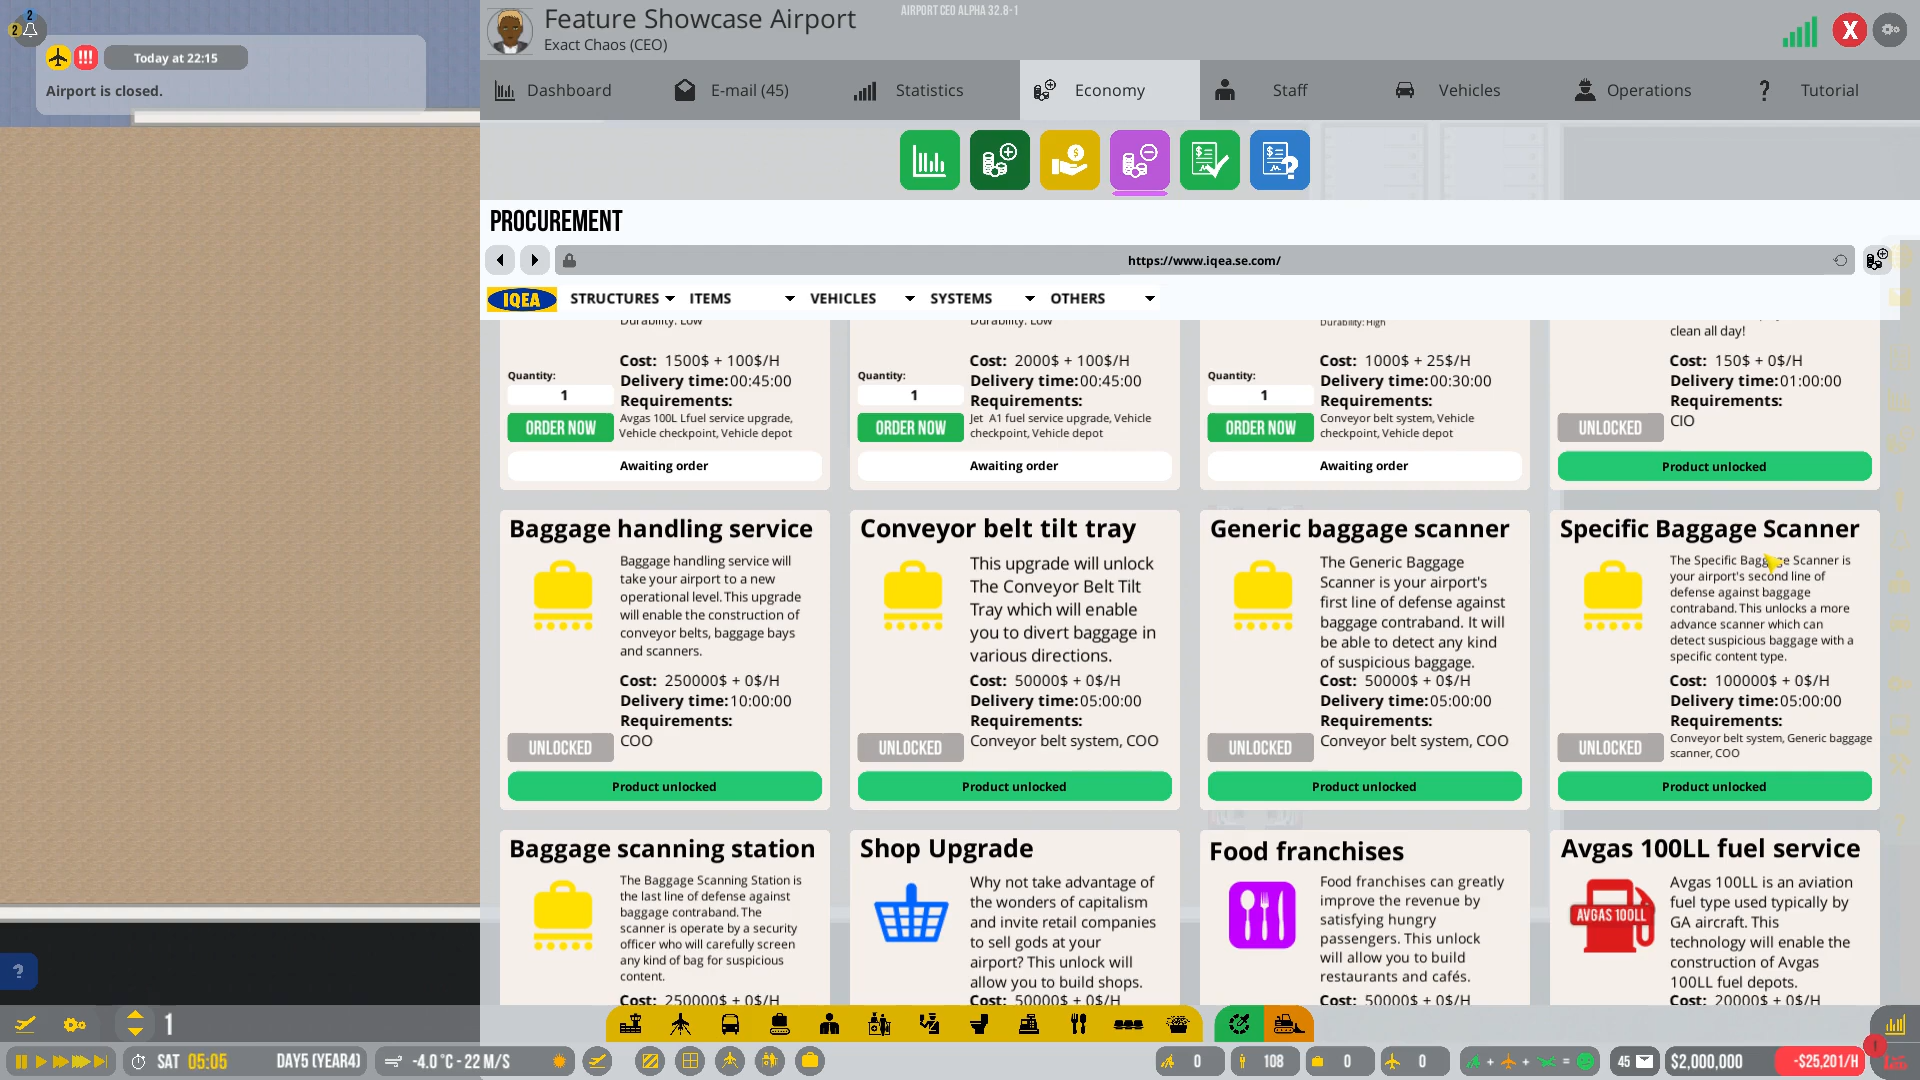 2
2
Today at 22:15
Airport is closed.
Feature Showcase Airport
Exact Chaos (CEO)
AIRPORT CEO ALPHA 32.8-1
X
Dashboard
E-mail (45)
Statistics
Economy
Staff
Vehicles
Operations
? Tutorial
PROCUREMENT
https://www.iqea.se.com/
IQEA
STRUCTURES
ITEMS
VEHICLES
SYSTEMS
OTHERS
Durability: Low
Cost: 1500$ + 100$/H
Quantity:
Delivery time: 00:45:00
1
Requirements:
ORDER NOW
Avgas 100L Lfuel service upgrade,
Vehicle checkpoint, Vehicle depot
Awaiting order
Durability: Low
Cost: 2000$ + 100$/H
Quantity:
Delivery time: 00:45:00
1
Requirements:
ORDER NOW
Jet A1 fuel service upgrade, Vehicle
checkpoint, Vehicle depot
Awaiting order
Durability: High
Cost: 1000$ + 25$/H
Quantity:
Delivery time: 00:30:00
1
Requirements:
ORDER NOW
Conveyor belt system, Vehicle
checkpoint, Vehicle depot
Awaiting order
clean all day!
Cost: 150$ + 0$/H
Delivery time: 01:00:00
Requirements:
UNLOCKED
CIO
Product unlocked
Baggage handling service
Baggage handling service will
take your airport to a new
operational level. This upgrade
will enable the construction of
conveyor belts, baggage bays
and scanners.
Cost: 250000$ + 0$/H
Delivery time: 10:00:00
Requirements:
COO
UNLOCKED
Product unlocked
Conveyor belt tilt tray
This upgrade will unlock
The Conveyor Belt Tilt
Tray which will enable
you to divert baggage in
various directions.
Cost: 50000$ + 0$/H
Delivery time: 05:00:00
Requirements:
Conveyor belt system, COO
UNLOCKED
Product unlocked
Generic baggage scanner
The Generic Baggage
Scanner is your airport's
first line of defense against
baggage contraband. It will
be able to detect any kind
of suspicious baggage.
Cost: 50000$ + 0$/H
Delivery time: 05:00:00
Requirements:
Conveyor belt system, COO
UNLOCKED
Product unlocked
Specific Baggage Scanner
The Specific Baggage Scanner is
your airport's second line of
defense against baggage
contraband. This unlocks a more
advance scanner which can
detect suspicious baggage with a
specific content type.
Cost: 100000$ + 0$/H
Delivery time: 05:00:00
Requirements:
Conveyor belt system, Generic baggage
scanner, COO
UNLOCKED
Product unlocked
Baggage scanning station
The Baggage Scanning Station is
the last line of defense against
baggage contraband. The
scanner is operate by a security
officer who will carefully screen
any kind of bag for suspicious
content.
Cost: 250000$ + 0$/H
Shop Upgrade
Why not take advantage of
the wonders of capitalism
and invite retail companies
to sell gods at your
airport? This unlock will
allow you to build shops.
Cost: 50000$ + 0$/H
Food franchises
Food franchises can greatly
improve the revenue by
satisfying hungry
passengers. This unlock
will allow you to build
restaurants and cafés.
Cost: 50000$ + 0$/H
Avgas 100LL fuel service
AVGAS 100LL
Avgas 100LL is an aviation
fuel type used typically by
GA aircraft. This
technology will enable the
construction of Avgas
100LL fuel depots.
Cost: 20000$ + 0$/H
?
1
SAT 05:05
DAY5 (YEAR4)
-4.0°C - 22 M/S
0
108
0
0
+ + =
45
$2,000,000
-$25,201/H
!